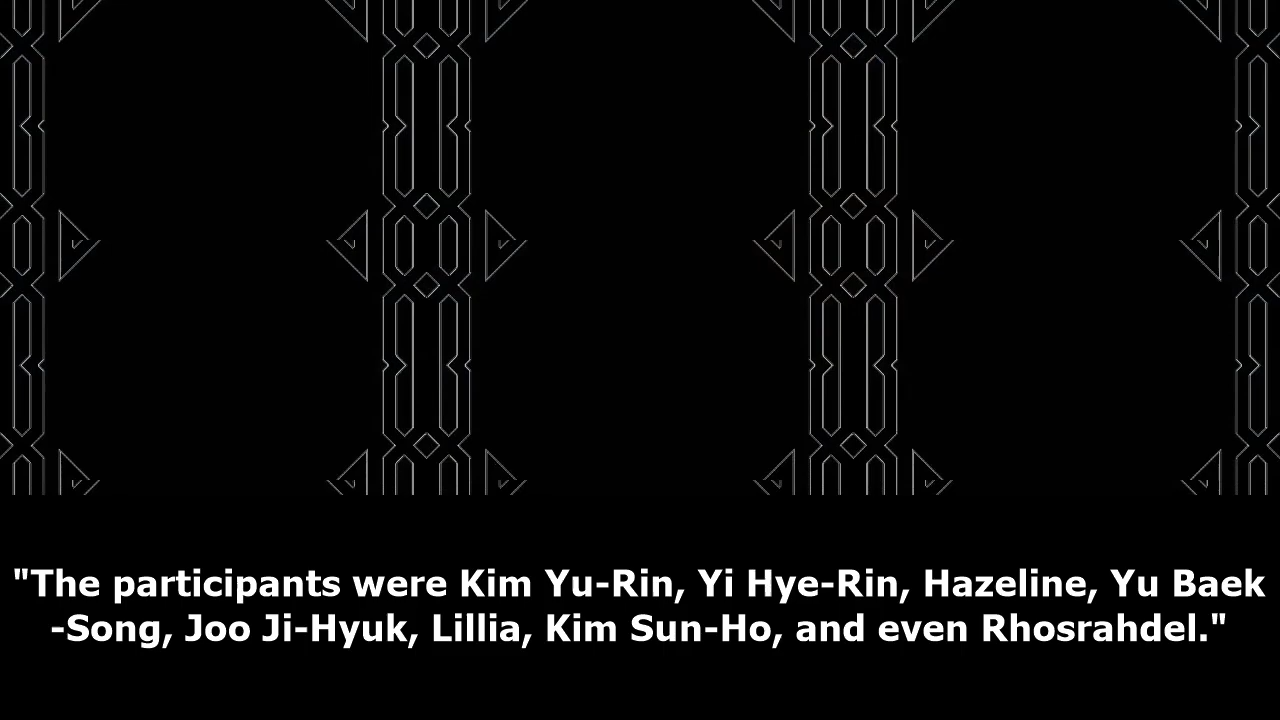 "The participants were Kim Yu-Rin, Yi Hye-Rin, Hazeline, Yu Baek
-Song, Joo Ji-Hyuk, Lillia, Kim Sun-Ho, and even Rhosrahdel."